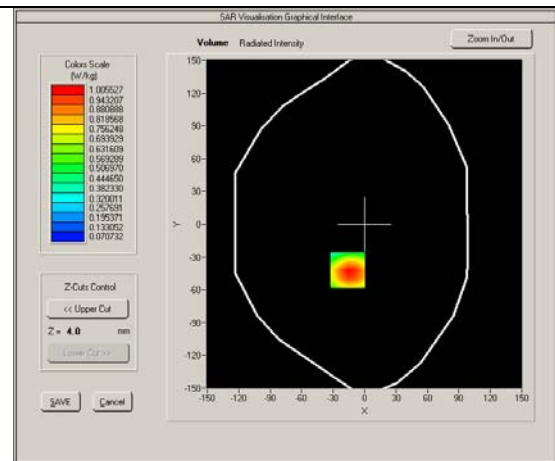 SAR Visualisation Graphical Interface
Volume Radiated Intensity
Zoom In/Out
Colors Scale
(W/kg)
1.005527
0.943207
0.880888
0.818568
0.756248
0.693929
0.631609
0.569289
0.506970
0.444650
0.382330
0.320011
0.257691
0.195371
0.133052
0.070732
Z-Cuts Control
<< Upper Cut
Z = 4.0 mm
Lower Cut >>
SAVE Cancel
150
120
90
60
30
0
-30
-60
-90
-120
-150
Y
-150 -120 -90 -60 -30 0 30 60 90 120 150
X